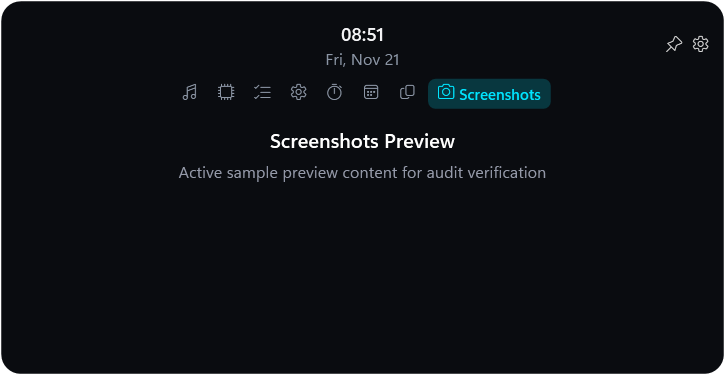 08:51
Fri, Nov 21
Screenshots
Screenshots Preview
Active sample preview content for audit verification